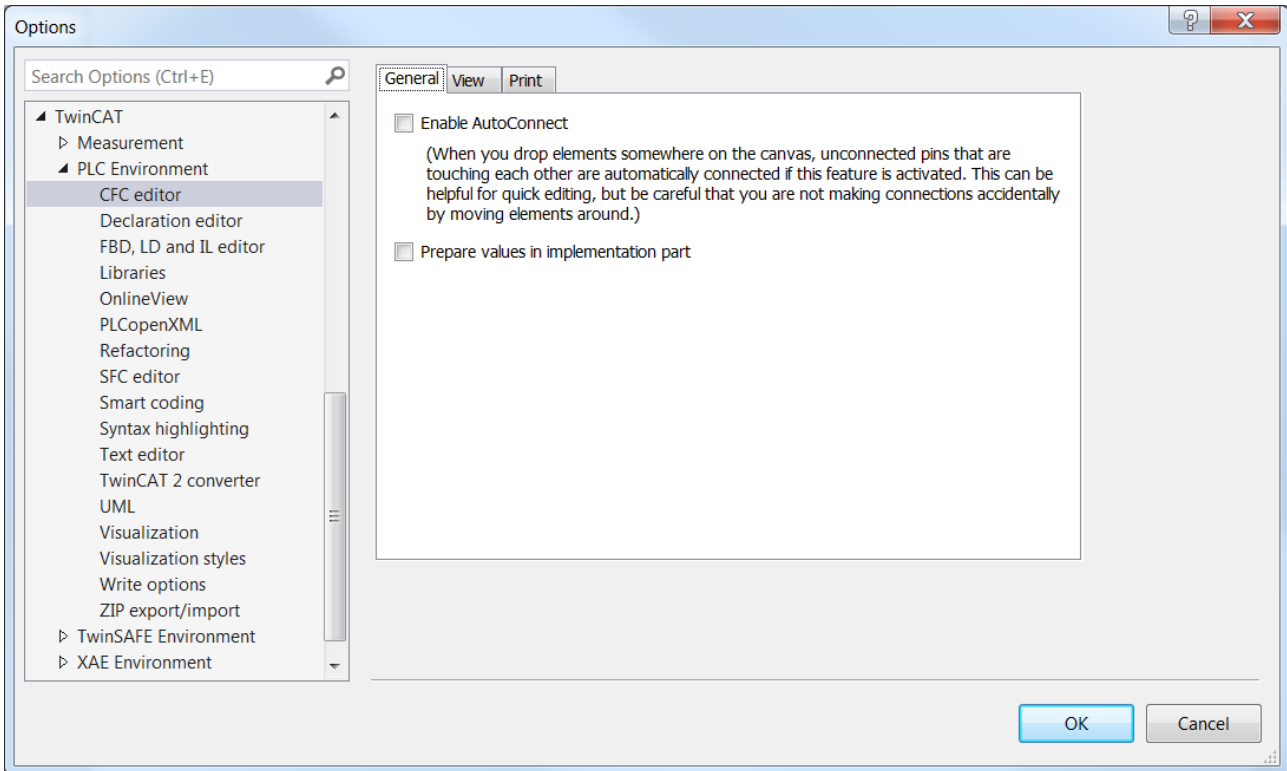 Options
Search Options (Ctrl+E)
TwinCAT
Measurement
PLC Environment
CFC editor
Declaration editor
FBD, LD and IL editor
Libraries
OnlineView
PLCopenXML
Refactoring
SFC editor
Smart coding
Syntax highlighting
Text editor
TwinCAT 2 converter
UML
Visualization
Visualization styles
Write options
ZIP export/import
TwinSAFE Environment
XAE Environment
General View Print
Enable AutoConnect
(When you drop elements somewhere on the canvas, unconnected pins that are
touching each other are automatically connected if this feature is activated. This can be
helpful for quick editing, but be careful that you are not making connections accidentally
by moving elements around.)
Prepare values in implementation part
OK Cancel